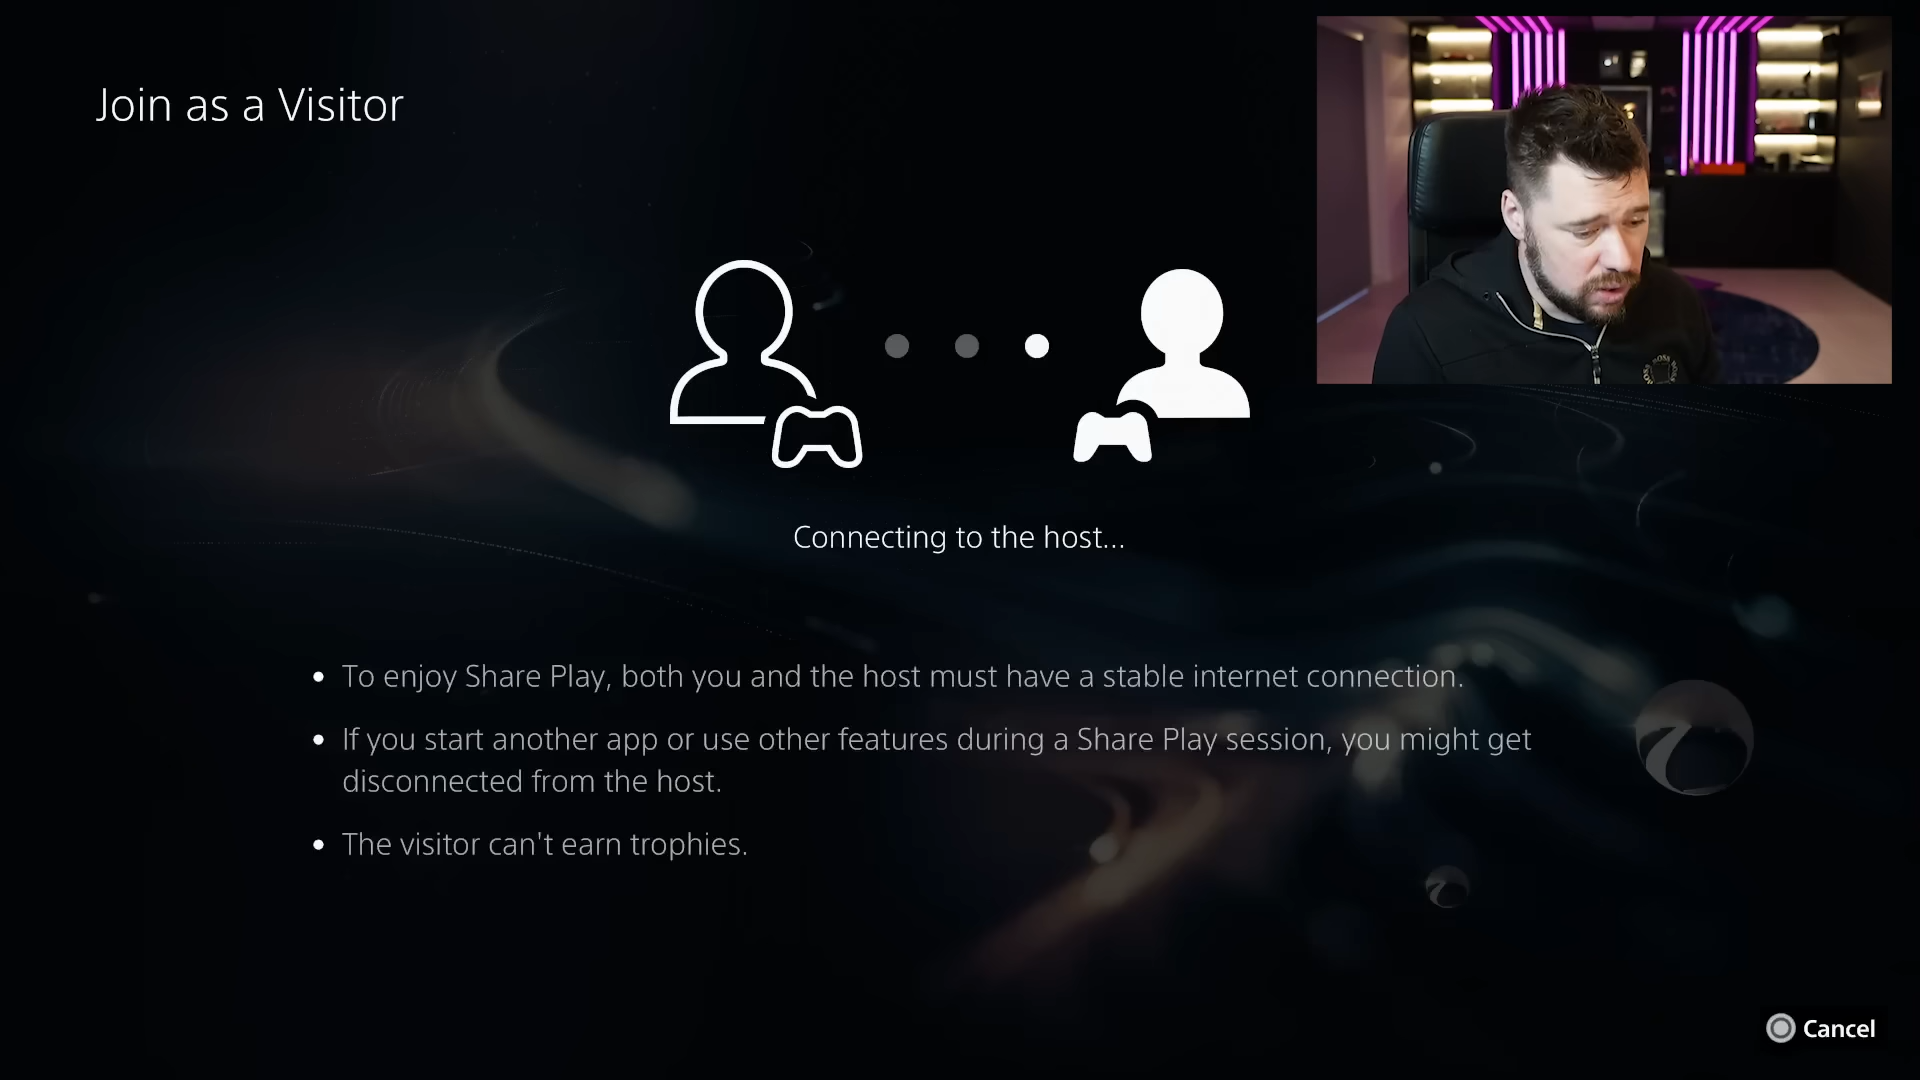 Join as a Visitor
Connecting to the host...
• To enjoy Share Play, both you and the host must have a stable internet connection.
• If you start another app or use other features during a Share Play session, you might get
disconnected from the host.
• The visitor can't earn trophies.
Cancel